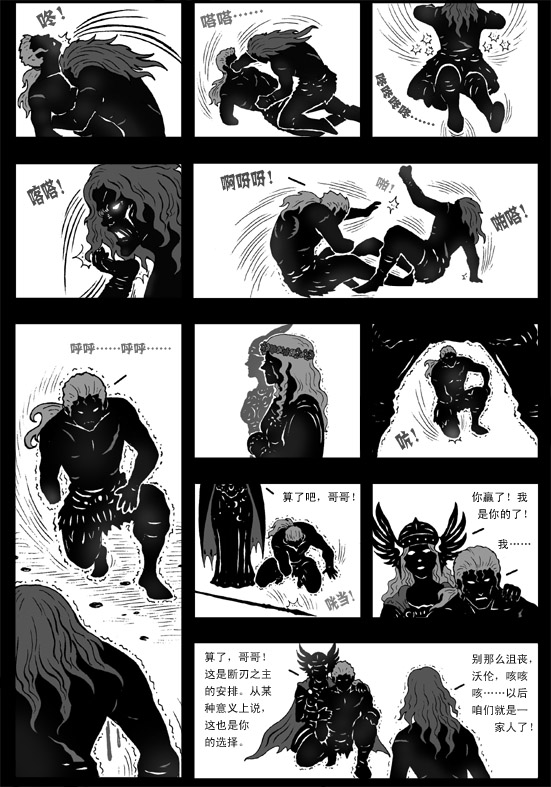 咚！
嗒嗒……
喀喀喀喀……
喀嗒！
啊呀呀！
啪！
啪嗒！
呼呼……呼呼……
吭！
算了吧，哥哥！
咣当！
你赢了！我
是你的了！
我……
算了，哥哥！
这是断刃之主
的安排。从某
种意义上说，
这也是你
的选择。
别那么沮丧，
沃伦，咳咳
咳……以后
咱们就是一
家人了！